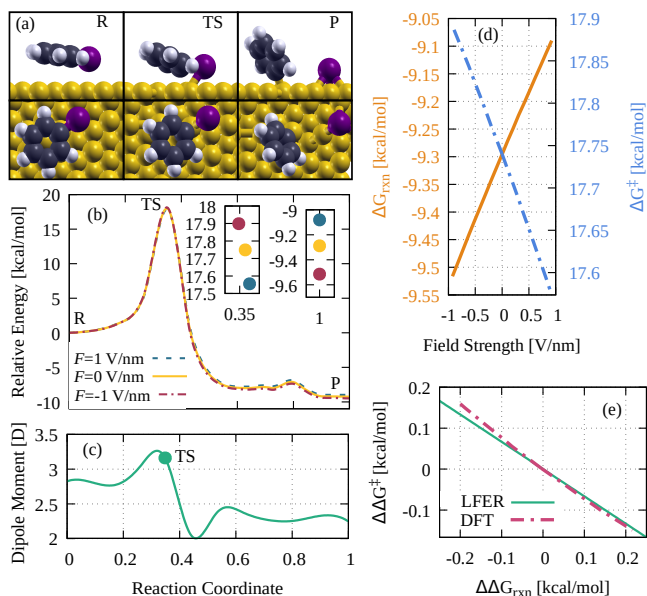 (a)
R
TS
P
(b)
TS
R
P
Relative Energy [kcal/mol]
20
15
10
5
0
-5
-10
18
17.9
17.8
17.7
17.6
17.5
0.35
-9
-9.2
-9.4
-9.6
1
F=1 V/nm
F=0 V/nm
F=-1 V/nm
(c)
TS
Dipole Moment [D]
3.5
3
2.5
2
0
0.2
0.4
0.6
0.8
1
Reaction Coordinate
(d)
ΔG_rxn [kcal/mol]
-9.05
-9.1
-9.15
-9.2
-9.25
-9.3
-9.35
-9.4
-9.45
-9.5
-9.55
17.9
17.85
17.8
17.75
17.7
17.65
17.6
ΔG‡ [kcal/mol]
-1
-0.5
0
0.5
1
Field Strength [V/nm]
(e)
ΔΔG‡ [kcal/mol]
0.2
0.1
0
-0.1
LFER
DFT
-0.2
-0.1
0
0.1
0.2
ΔΔG_rxn [kcal/mol]